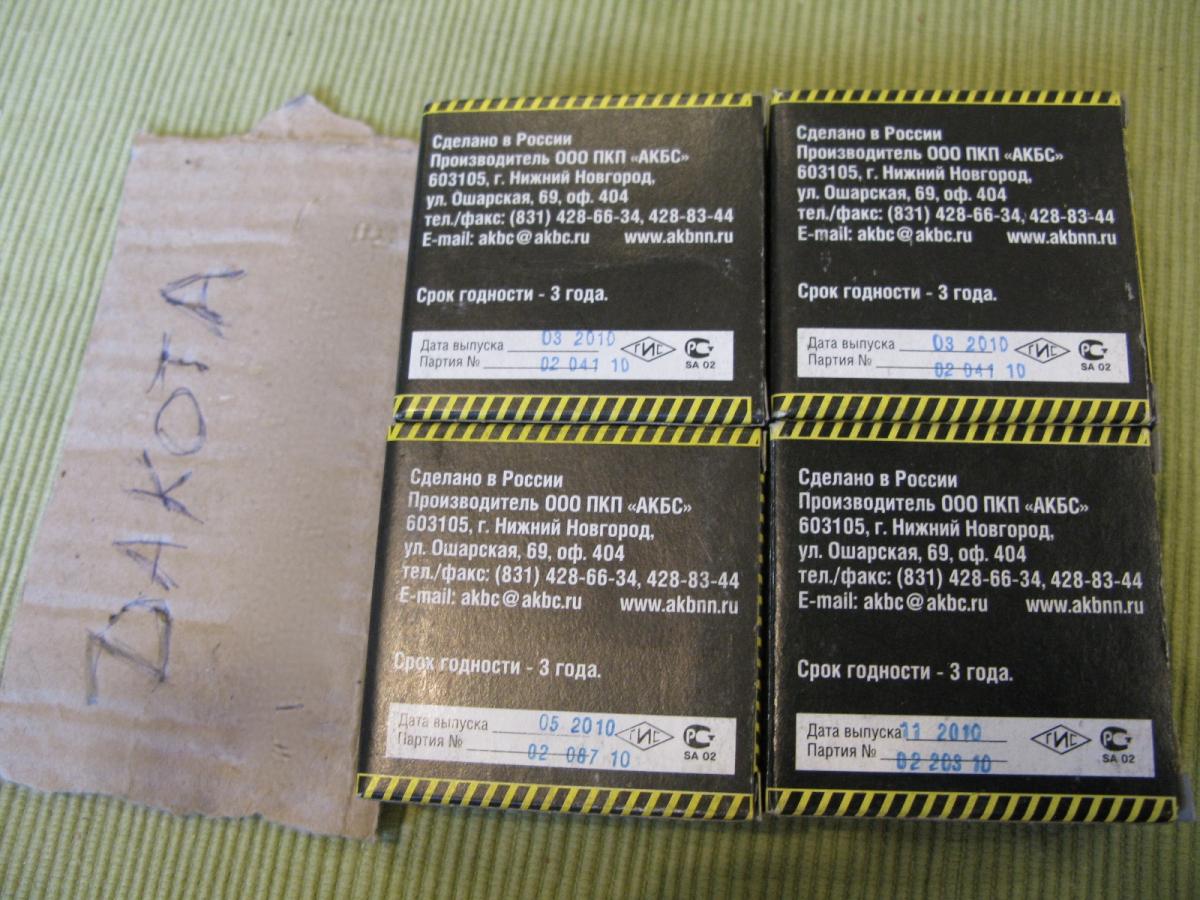 ДАКОТА
Сделано в России
Производитель ООО ПКП «АКБС»
603105, г. Нижний Новгород,
ул. Ошарская, 69, оф. 404
тел./факс: (831) 428-66-34, 428-83-44
E-mail: akbc@akbc.ru www.akbnn.ru
Срок годности - 3 года.
Дата выпуска 03 2010
Партия № 02 041 10
ГИС РС
SA 02
Сделано в России
Производитель ООО ПКП «АКБС»
603105, г. Нижний Новгород,
ул. Ошарская, 69, оф. 404
тел./факс: (831) 428-66-34, 428-83-44
E-mail: akbc@akbc.ru www.akbnn.ru
Срок годности - 3 года.
Дата выпуска 03 2010
Партия № 02 041 10
ГИС РС
SA 02
Сделано в России
Производитель ООО ПКП «АКБС»
603105, г. Нижний Новгород,
ул. Ошарская, 69, оф. 404
тел./факс: (831) 428-66-34, 428-83-44
E-mail: akbc@akbc.ru www.akbnn.ru
Срок годности - 3 года.
Дата выпуска 05 2010
Партия № 02 087 10
ГИС РС
SA 02
Сделано в России
Производитель ООО ПКП «АКБС»
603105, г. Нижний Новгород,
ул. Ошарская, 69, оф. 404
тел./факс: (831) 428-66-34, 428-83-44
E-mail: akbc@akbc.ru www.akbnn.ru
Срок годности - 3 года.
Дата выпуска 11 2010
Партия № 02 203 10
ГИС РС
SA 02